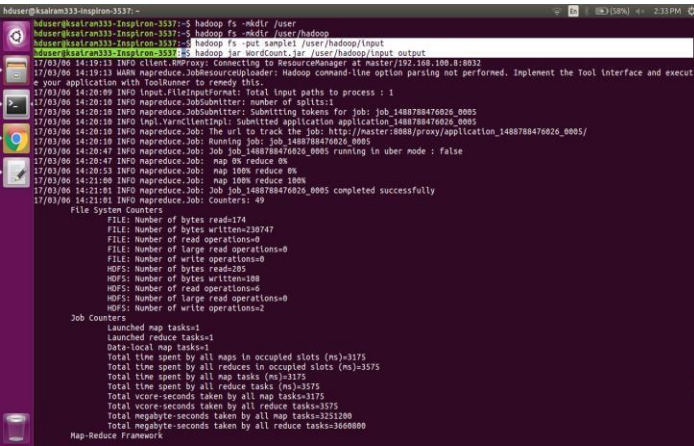 hduser@ksairam333-Inspiron-3537: ~
En (58%) 2:33 PM
hduser@ksairam333-Inspiron-3537:~$ hadoop fs -mkdir /user
hduser@ksairam333-Inspiron-3537:~$ hadoop fs -mkdir /user/hadoop
hduser@ksairam333-Inspiron-3537:~$ hadoop fs -put sample1 /user/hadoop/input
hduser@ksairam333-Inspiron-3537:~$ hadoop jar WordCount.jar /user/hadoop/input output
17/03/06 14:19:13 INFO client.RMProxy: Connecting to ResourceManager at master/192.168.100.8:8032
17/03/06 14:19:13 WARN mapreduce.JobResourceUploader: Hadoop command-line option parsing not performed. Implement the Tool interface and execut
e your application with ToolRunner to remedy this.
17/03/06 14:20:09 INFO input.FileInputFormat: Total input paths to process : 1
17/03/06 14:20:10 INFO mapreduce.JobSubmitter: number of splits:1
17/03/06 14:20:10 INFO mapreduce.JobSubmitter: Submitting tokens for job: job_1488788476026_0005
17/03/06 14:20:10 INFO impl.YarnClientImpl: Submitted application application_1488788476026_0005
17/03/06 14:20:10 INFO mapreduce.Job: The url to track the job: http://master:8088/proxy/application_1488788476026_0005/
17/03/06 14:20:10 INFO mapreduce.Job: Running job: job_1488788476026_0005
17/03/06 14:20:47 INFO mapreduce.Job: Job job_1488788476026_0005 running in uber mode : false
17/03/06 14:20:47 INFO mapreduce.Job:  map 0% reduce 0%
17/03/06 14:20:53 INFO mapreduce.Job:  map 100% reduce 0%
17/03/06 14:21:00 INFO mapreduce.Job:  map 100% reduce 100%
17/03/06 14:21:01 INFO mapreduce.Job: Job job_1488788476026_0005 completed successfully
17/03/06 14:21:01 INFO mapreduce.Job: Counters: 49
File System Counters
FILE: Number of bytes read=174
FILE: Number of bytes written=230747
FILE: Number of read operations=0
FILE: Number of large read operations=0
FILE: Number of write operations=0
HDFS: Number of bytes read=205
HDFS: Number of bytes written=108
HDFS: Number of read operations=6
HDFS: Number of large read operations=0
HDFS: Number of write operations=2
Job Counters
Launched map tasks=1
Launched reduce tasks=1
Data-local map tasks=1
Total time spent by all maps in occupied slots (ms)=3175
Total time spent by all reduces in occupied slots (ms)=3575
Total time spent by all map tasks (ms)=3175
Total time spent by all reduce tasks (ms)=3575
Total vcore-seconds taken by all map tasks=3175
Total vcore-seconds taken by all reduce tasks=3575
Total megabyte-seconds taken by all map tasks=3251200
Total megabyte-seconds taken by all reduce tasks=3660800
Map-Reduce Framework